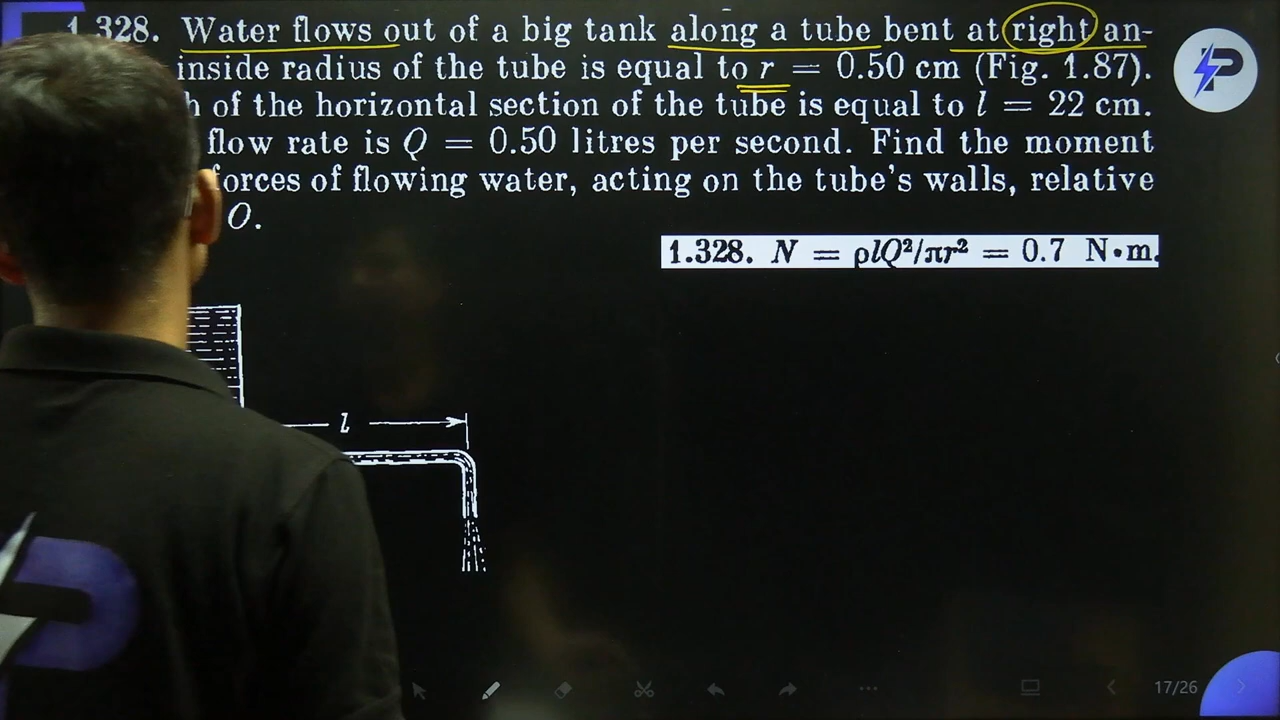 1.328. Water flows out of a big tank along a tube bent at right an-
inside radius of the tube is equal to r = 0.50 cm (Fig. 1.87).
h of the horizontal section of the tube is equal to l = 22 cm.
flow rate is Q = 0.50 litres per second. Find the moment
forces of flowing water, acting on the tube's walls, relative
O.
1.328. N = ρlQ²/πr² = 0.7 N•m.
l
17/26